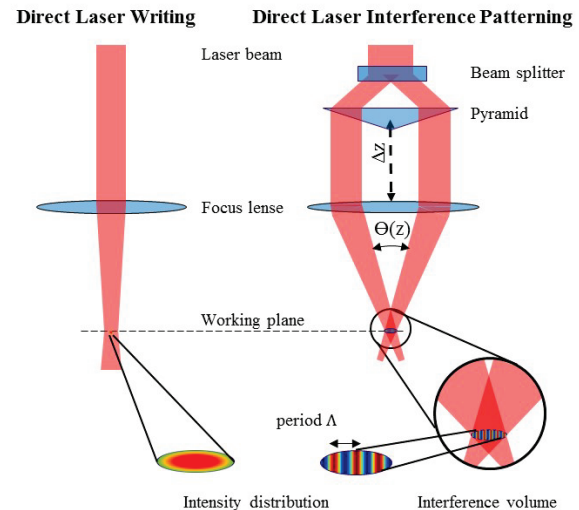 Direct Laser Writing
Direct Laser Interference Patterning
Laser beam
Beam splitter
Pyramid
Δz
Focus lense
Θ(z)
Working plane
period Λ
Intensity distribution
Interference volume